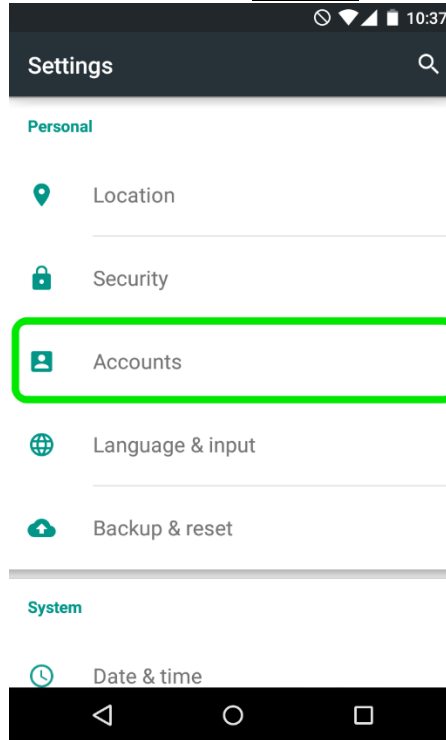 10:37
Settings
Personal
Location
Security
Accounts
Language & input
Backup & reset
System
Date & time